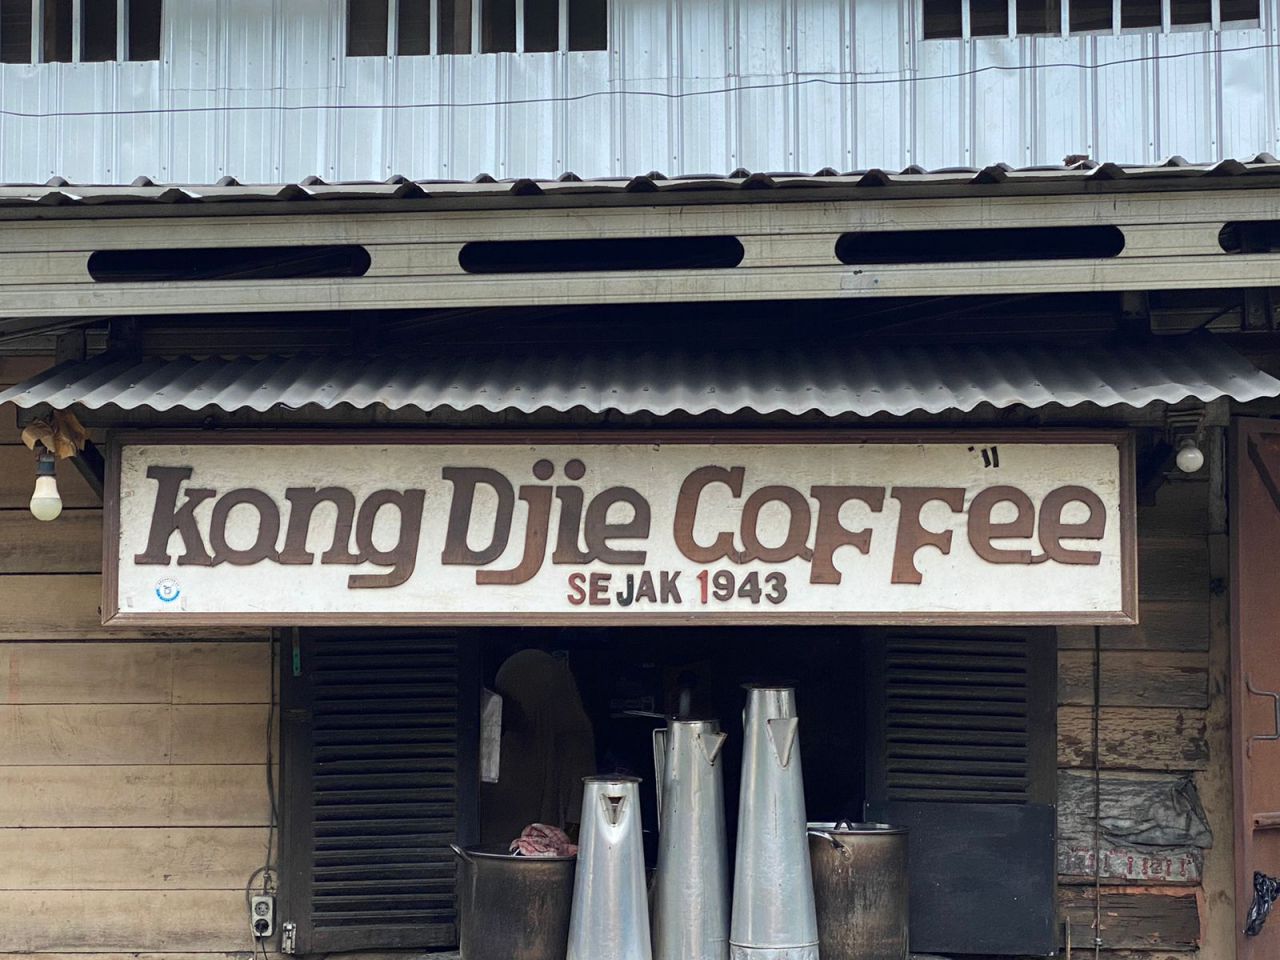 Kong Djie Coffee
SEJAK 1943